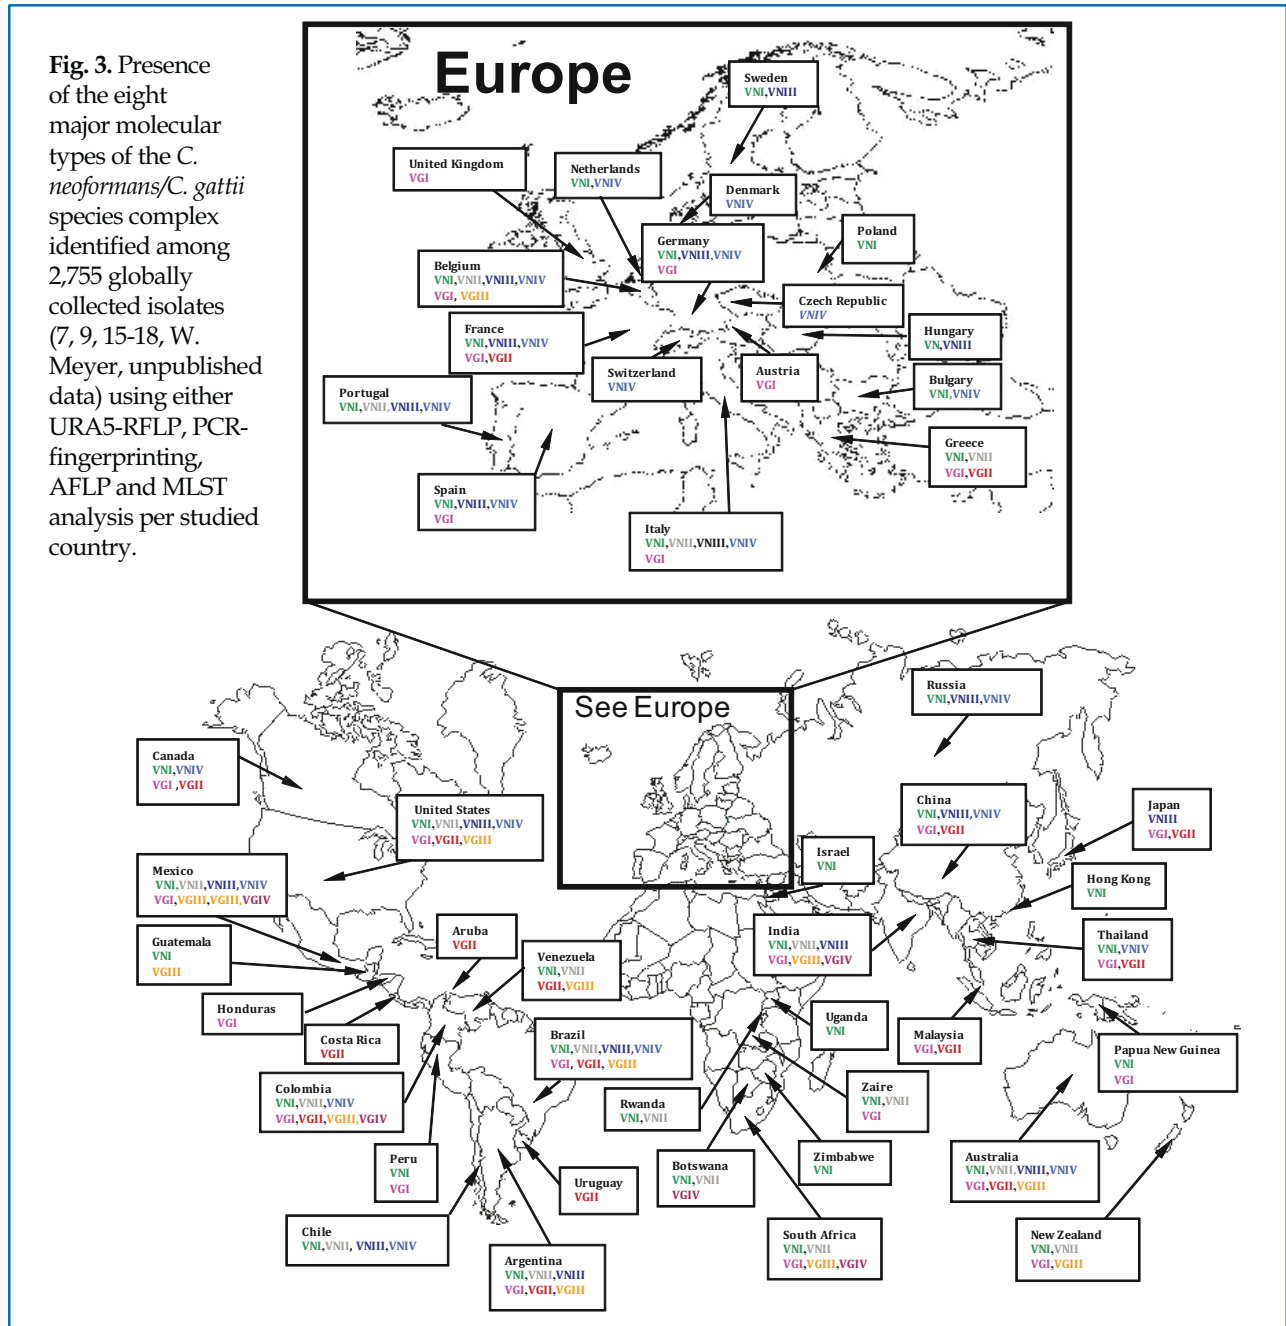 Fig. 3. Presence
of the eight
major molecular
types of the C.
neoformans/C. gattii
species complex
identified among
2,755 globally
collected isolates
(7, 9, 15-18, W.
Meyer, unpublished
data) using either
URA5-RFLP, PCR-
fingerprinting,
AFLP and MLST
analysis per studied
country.
Europe
Sweden
VNI,VNIII
United Kingdom
VGI
Netherlands
VNI,VNIV
Denmark
VNIV
Poland
VNI
Germany
VNI,VNIII,VNIV
VGI
Belgium
VNI,VNII,VNIII,VNIV
VGI, VGIII
Czech Republic
VNIV
France
VNI,VNIII,VNIV
VGI,VGII
Hungary
VN,VNIII
Switzerland
VNIV
Austria
VGI
Bulgary
VNI,VNIV
Portugal
VNI,VNII,VNIII,VNIV
Greece
VNI,VNII
VGI,VGII
Spain
VNI,VNIII,VNIV
VGI
Italy
VNI,VNII,VNIII,VNIV
VGI
See Europe
Russia
VNI,VNIII,VNIV
Canada
VNI,VNIV
VGI ,VGII
United States
VNI,VNII,VNIII,VNIV
VGI,VGII,VGIII
China
VNI,VNIII,VNIV
VGI,VGII
Japan
VNIII
VGI,VGII
Israel
VNI
Mexico
VNI,VNII,VNIII,VNIV
VGI,VGIII,VGIII,VGIV
Hong Kong
VNI
Guatemala
VNI
VGIII
Aruba
VGII
Venezuela
VNI,VNII
VGII,VGIII
India
VNI,VNII,VNIII
VGI,VGIII,VGIV
Thailand
VNI,VNIV
VGI,VGII
Honduras
VGI
Costa Rica
VGII
Brazil
VNI,VNII,VNIII,VNIV
VGI, VGII, VGIII
Uganda
VNI
Malaysia
VGI,VGII
Papua New Guinea
VNI
VGI
Colombia
VNI,VNII,VNIV
VGI,VGII,VGIII,VGIV
Rwanda
VNI,VNII
Zaire
VNI,VNII
VGI
Peru
VNI
VGI
Uruguay
VGII
Botswana
VNI,VNII
VGIV
Zimbabwe
VNI
Australia
VNI,VNII,VNIII,VNIV
VGI,VGII,VGIII
Chile
VNI,VNII, VNIII,VNIV
Argentina
VNI,VNII,VNIII
VGI,VGII,VGIII
South Africa
VNI,VNII
VGI,VGIII,VGIV
New Zealand
VNI,VNII
VGI,VGIII